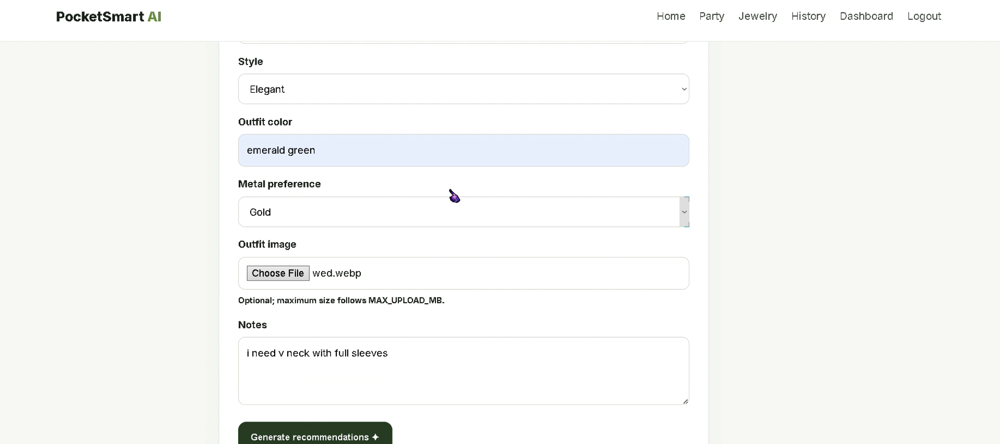 PocketSmart AI
Home Party Jewelry History Dashboard Logout
Style
Elegant
Outfit color
emerald green
Metal preference
Gold
Outfit image
Choose File wed.webp
Optional; maximum size follows MAX_UPLOAD_MB.
Notes
i need v neck with full sleeves
Generate recommendations ✦